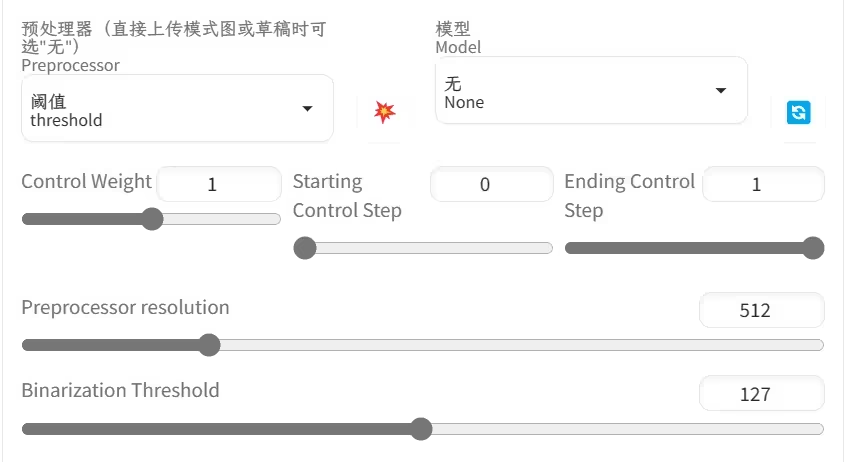 预处理器（直接上传模式图或草稿时可
选"无"）
Preprocessor
阈值
threshold
模型
Model
无
None
Control Weight 1
Starting
Control Step
0
Ending Control
Step
1
Preprocessor resolution 512
Binarization Threshold 127